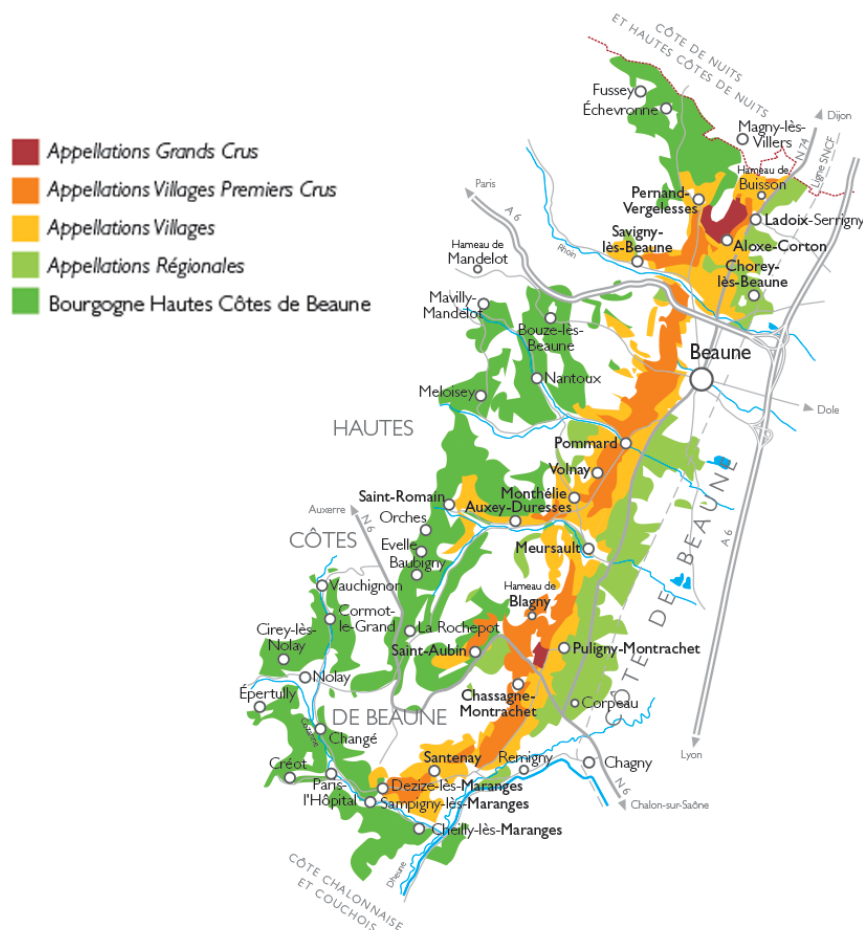 CÔTE DE NUITS
ET HAUTES CÔTES DE NUITS
Fussey
Échevronne
Dijon
Magny-lès-
Villers
N 74
Ligne SNCF
Appellations Grands Crus
Appellations Villages Premiers Crus
Appellations Villages
Appellations Régionales
Bourgogne Hautes Côtes de Beaune
Hameau de
Buisson
Paris
A 6
Pernand-
Vergelesses
Ladoix-Serrigny
Savigny-
lès-Beaune
Rhoin
Aloxe-Corton
Hameau de
Mandelot
Chorey-
lès-Beaune
Mavilly-
Mandelot
Bouze-lès-
Beaune
Beaune
Nantoux
Meloisey
Dole
HAUTES
Pommard
Volnay
Saint-Romain
Monthélie
Auxey-Duresses
Auxerre
N 6
Orches
CÔTES
Evelle
Baubigny
Meursault
A 6
CÔTE DE BEAUNE
Vauchignon
Hameau de
Blagny
Cormot-
le-Grand
Cirey-lès-
Nolay
La Rochepot
Saint-Aubin
Puligny-Montrachet
Nolay
Épertully
Chassagne-
Montrachet
Corpeau
DE BEAUNE
Cozanne
Changé
Lyon
Créot
Santenay
Remigny
Chagny
Paris-
l'Hôpital
Dezize-lès-Maranges
N 6
Sampigny-lès-Maranges
Chalon-sur-Saône
Cheilly-lès-Maranges
Dheune
CÔTE CHALONNAISE
ET COUCHOIS